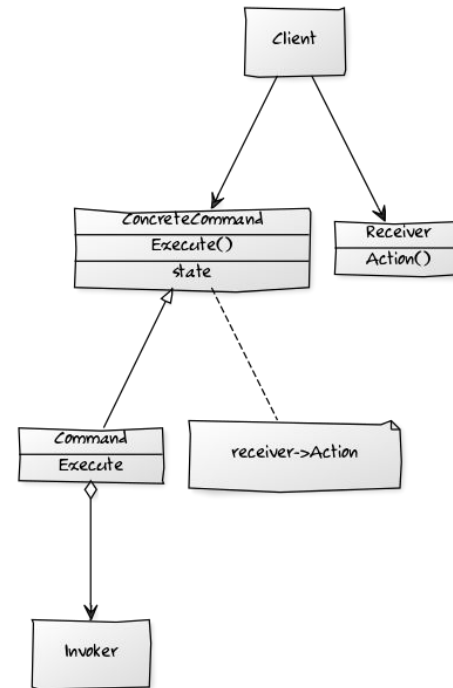 Client
ConcreteCommand
Execute()
state
Receiver
Action()
Command
Execute
receiver->Action
Invoker